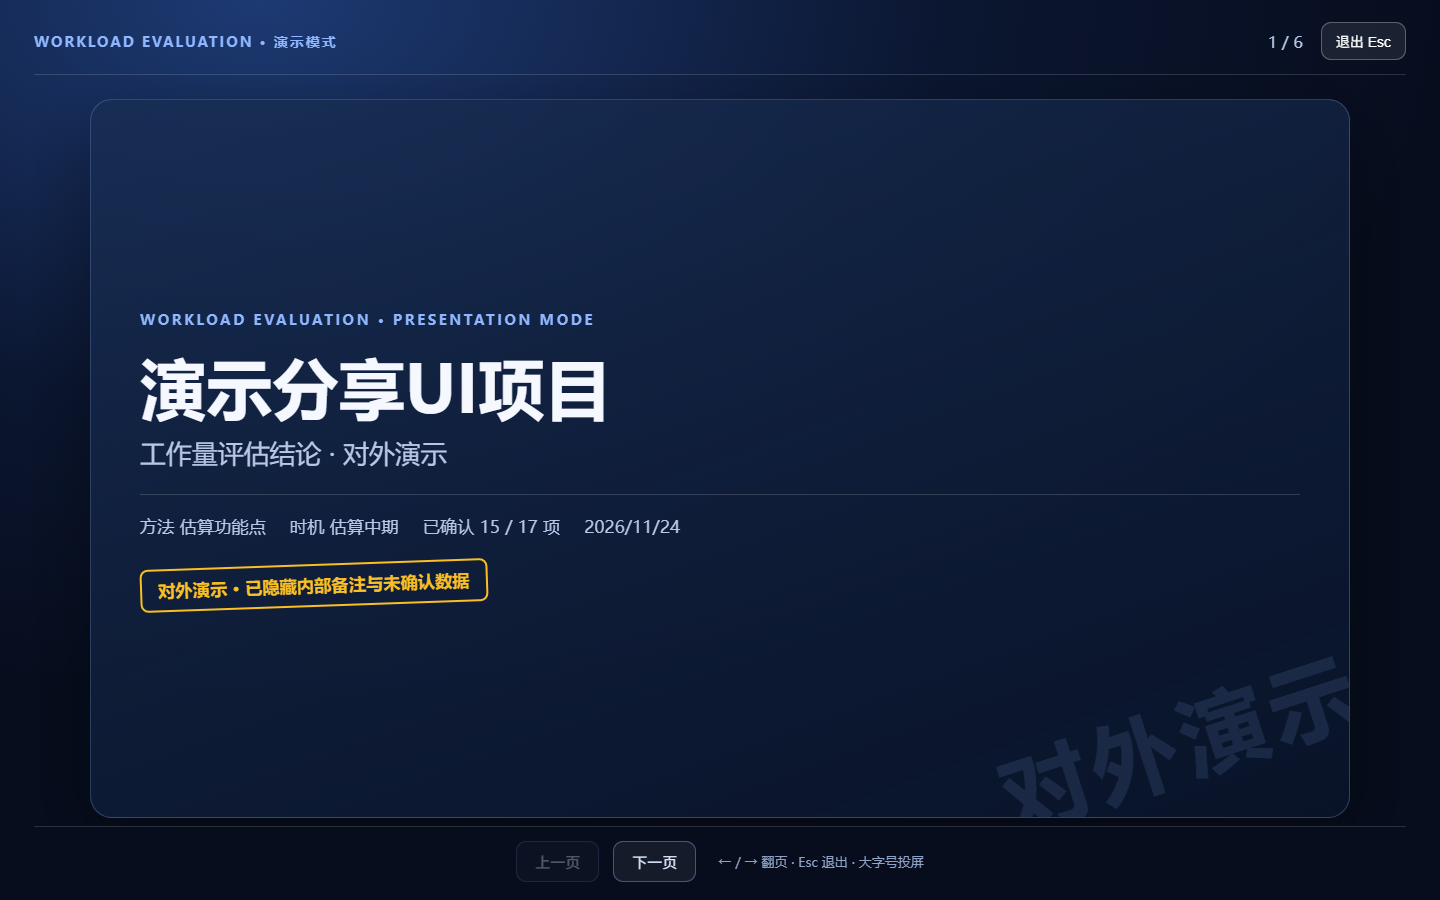 WORKLOAD EVALUATION • 演示模式
1 / 6
退出 Esc
WORKLOAD EVALUATION • PRESENTATION MODE
演示分享UI项目
工作量评估结论 · 对外演示
方法 估算功能点 时机 估算中期 已确认 15 / 17 项 2026/11/24
对外演示 • 已隐藏内部备注与未确认数据
对外演示
上一页
下一页
← / → 翻页 · Esc 退出 · 大字号投屏